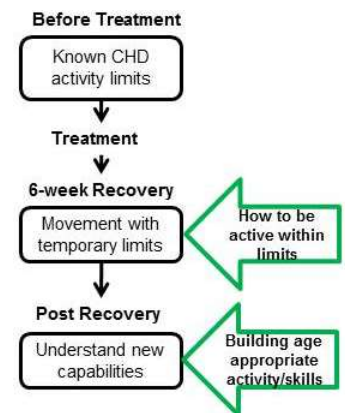 Before Treatment
Known CHD
activity limits
Treatment
6-week Recovery
Movement with
temporary limits
How to be
active within
limits
Post Recovery
Understand new
capabilities
Building age
appropriate
activity/skills